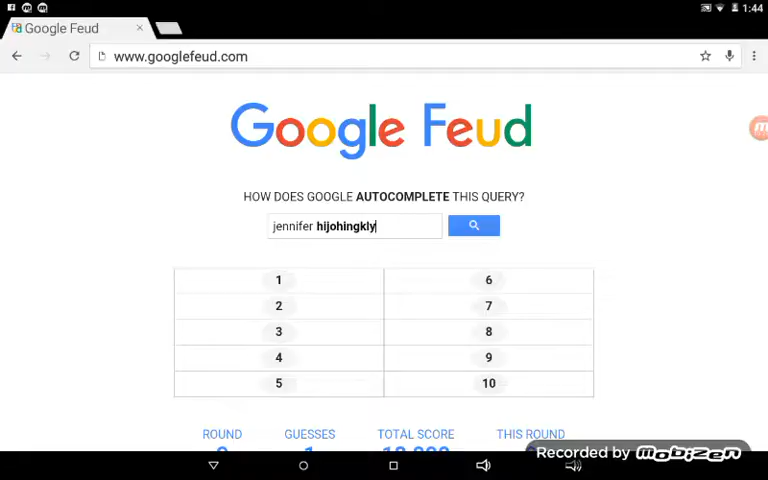 1:44
Google Feud
www.googlefeud.com
Google Feud
HOW DOES GOOGLE AUTOCOMPLETE THIS QUERY?
jennifer hijohingkly
1 6
2 7
3 8
4 9
5 10
ROUND GUESSES TOTAL SCORE THIS ROUND
Recorded by mobizen